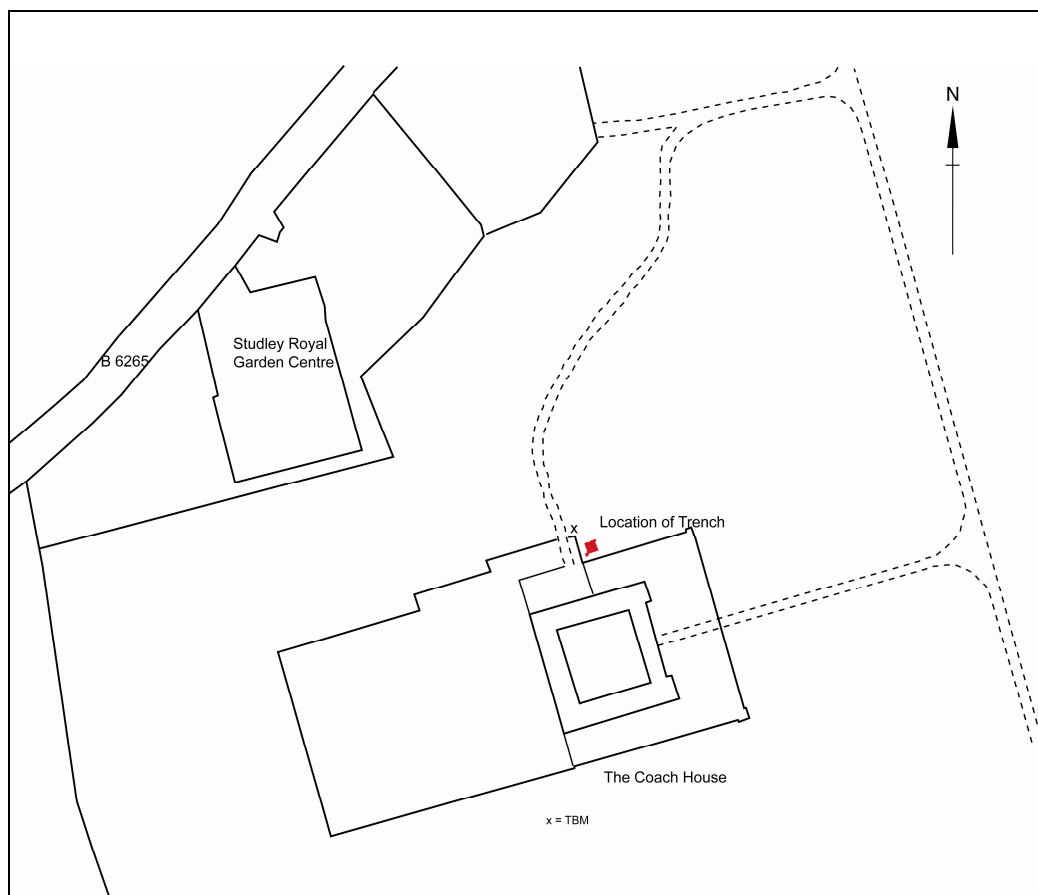 N
Studley Royal
Garden Centre
B 6265
x
Location of Trench
The Coach House
x = TBM